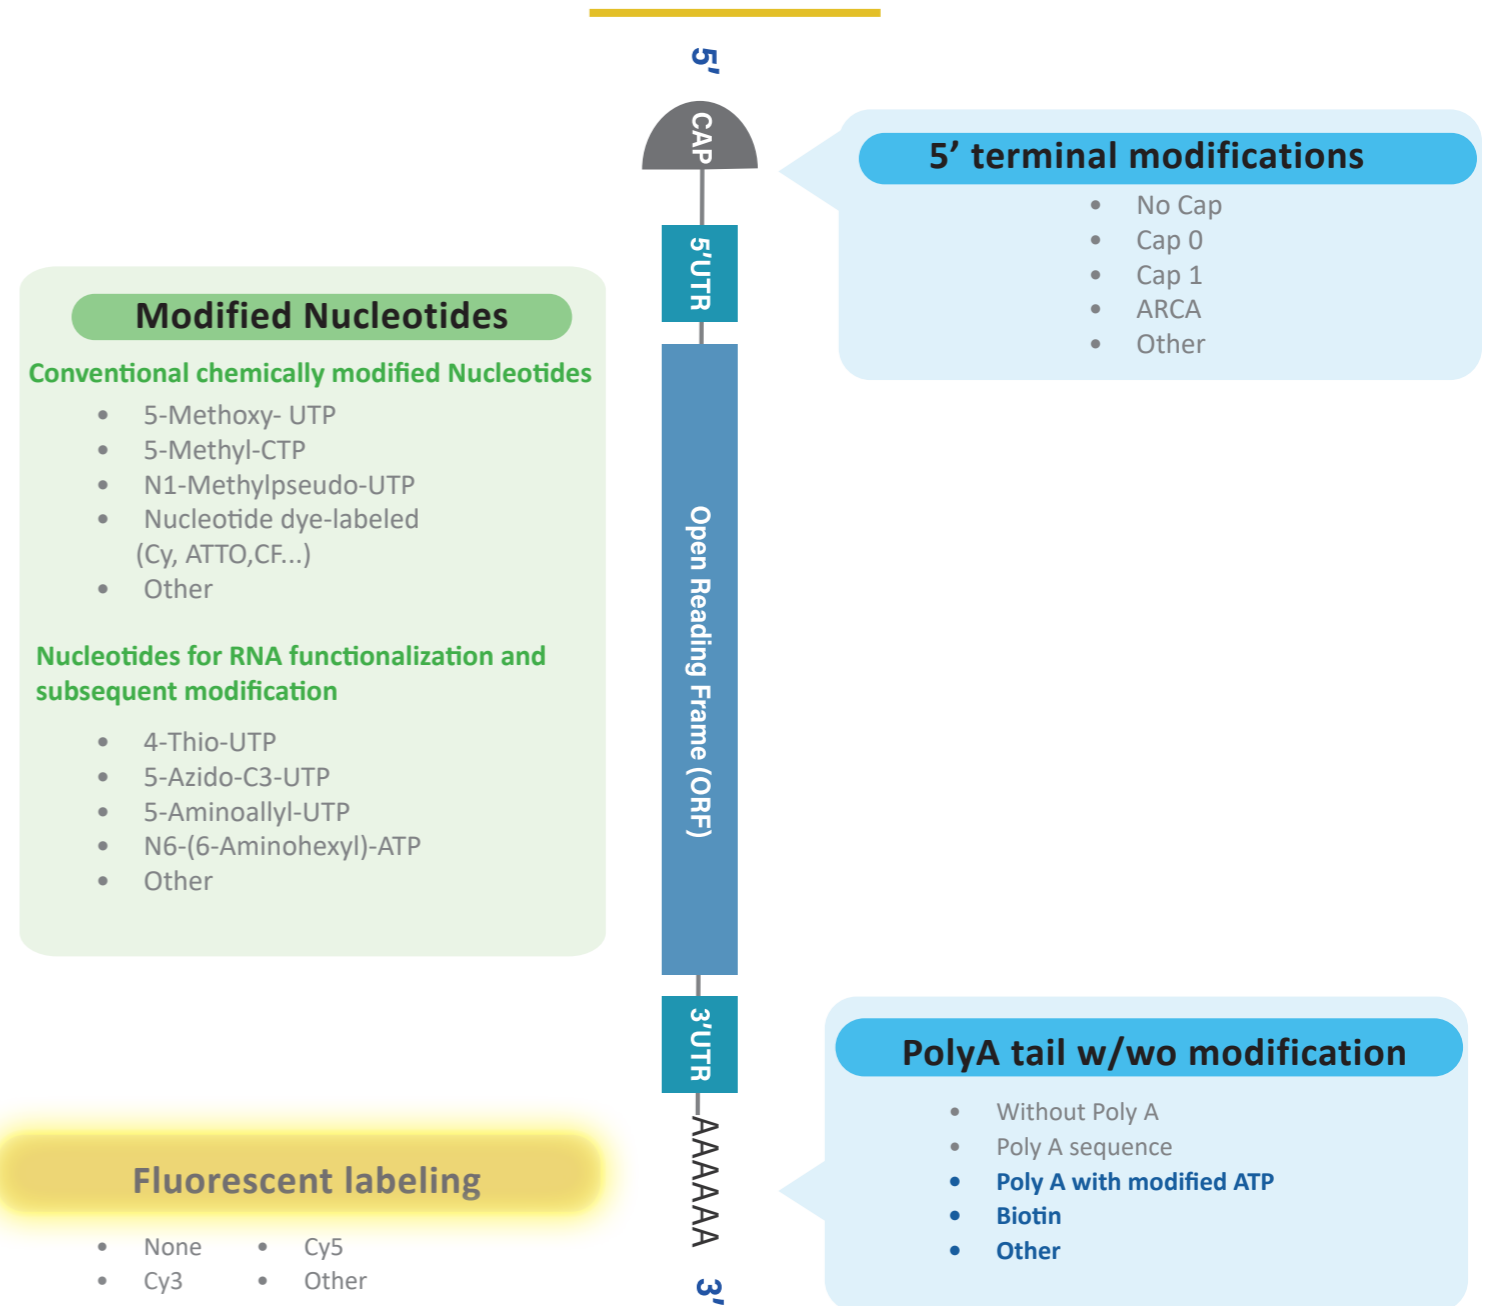 5'
CAP
5' terminal modifications
• No Cap
• Cap 0
• Cap 1
• ARCA
• Other
5'UTR
Modified Nucleotides
Conventional chemically modified Nucleotides
• 5-Methoxy- UTP
• 5-Methyl-CTP
• N1-Methylpseudo-UTP
• Nucleotide dye-labeled
(Cy, ATTO,CF...)
• Other
Nucleotides for RNA functionalization and
subsequent modification
• 4-Thio-UTP
• 5-Azido-C3-UTP
• 5-Aminoallyl-UTP
• N6-(6-Aminohexyl)-ATP
• Other
Open Reading Frame (ORF)
3'UTR
PolyA tail w/wo modification
• Without Poly A
• Poly A sequence
• Poly A with modified ATP
• Biotin
• Other
AAAAAA
Fluorescent labeling
• None • Cy5
• Cy3 • Other
3'